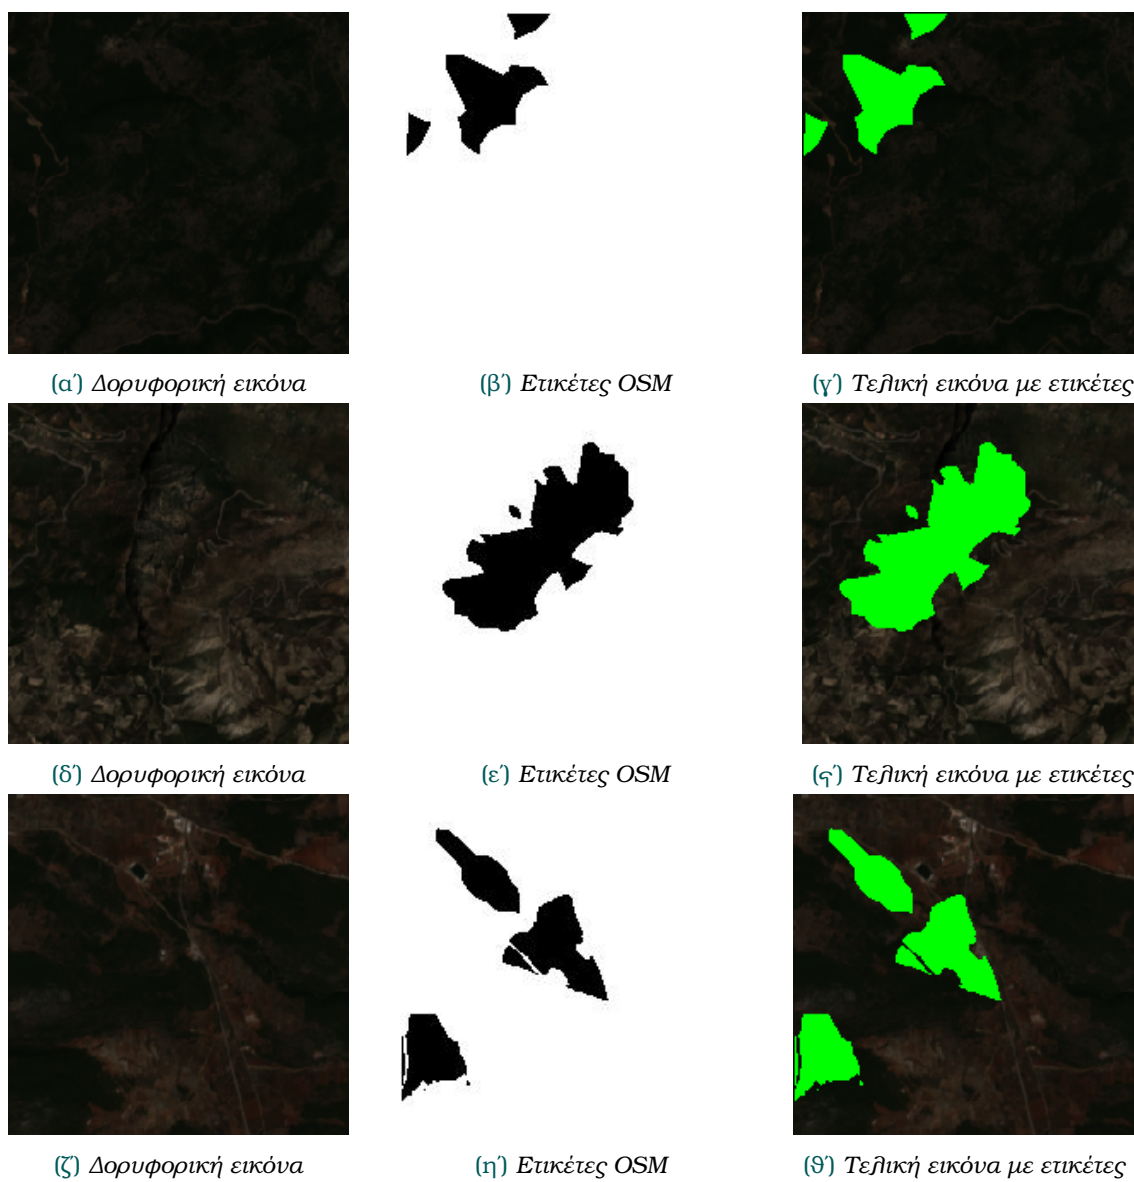 (α΄) Δορυφορική εικόνα
(β΄) Ετικέτες OSM
(γ΄) Τελική εικόνα με ετικέτες
(δ΄) Δορυφορική εικόνα
(ε΄) Ετικέτες OSM
(ϛ΄) Τελική εικόνα με ετικέτες
(ζ΄) Δορυφορική εικόνα
(η΄) Ετικέτες OSM
(ϑ΄) Τελική εικόνα με ετικέτες